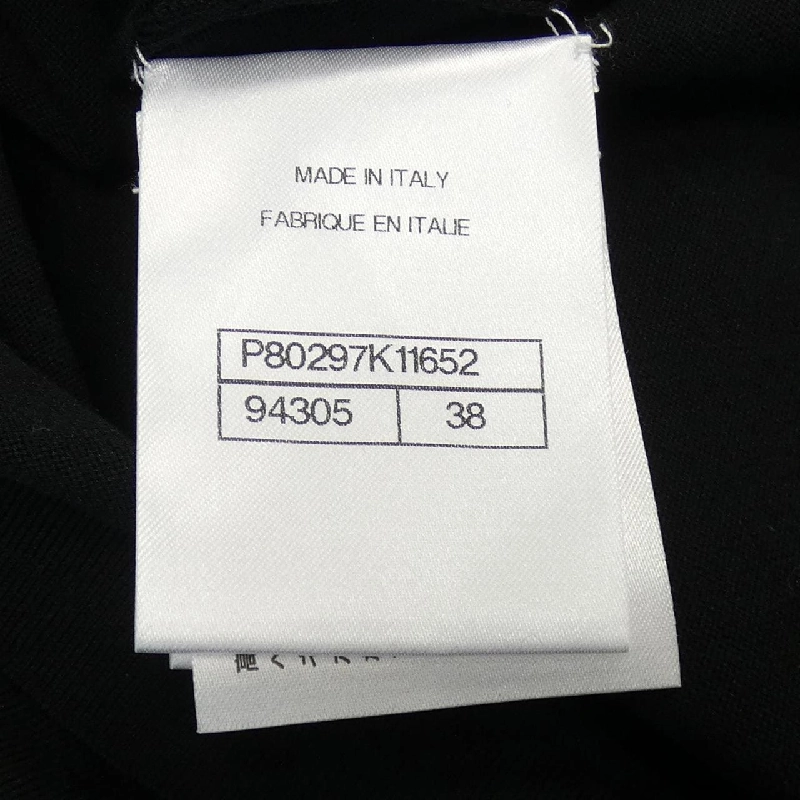 MADE IN ITALY
FABRIQUE EN ITALIE
P80297K11652
94305 38